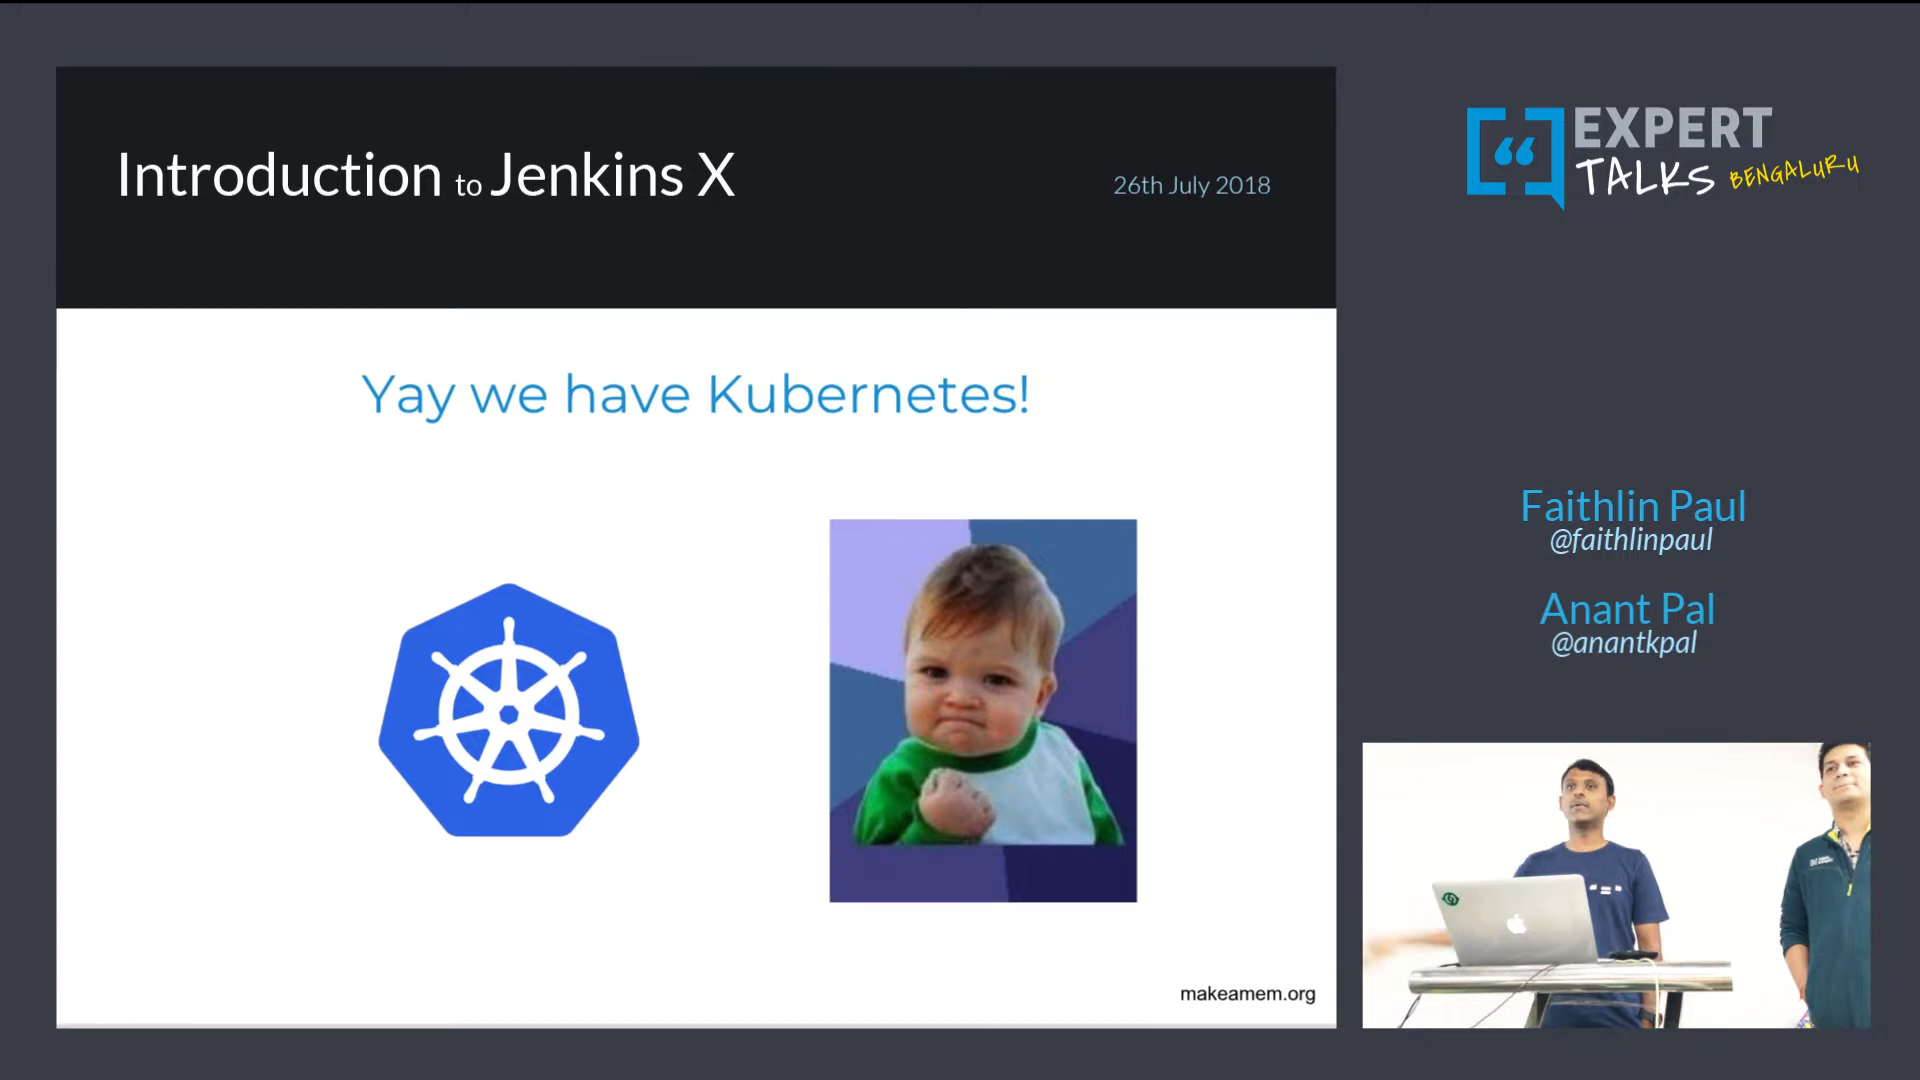 Introduction to Jenkins X
26th July 2018
Yay we have Kubernetes!
makeamem.org
EXPERT
TALKS BENGALURU
Faithlin Paul
@faithlinpaul
Anant Pal
@anantkpal